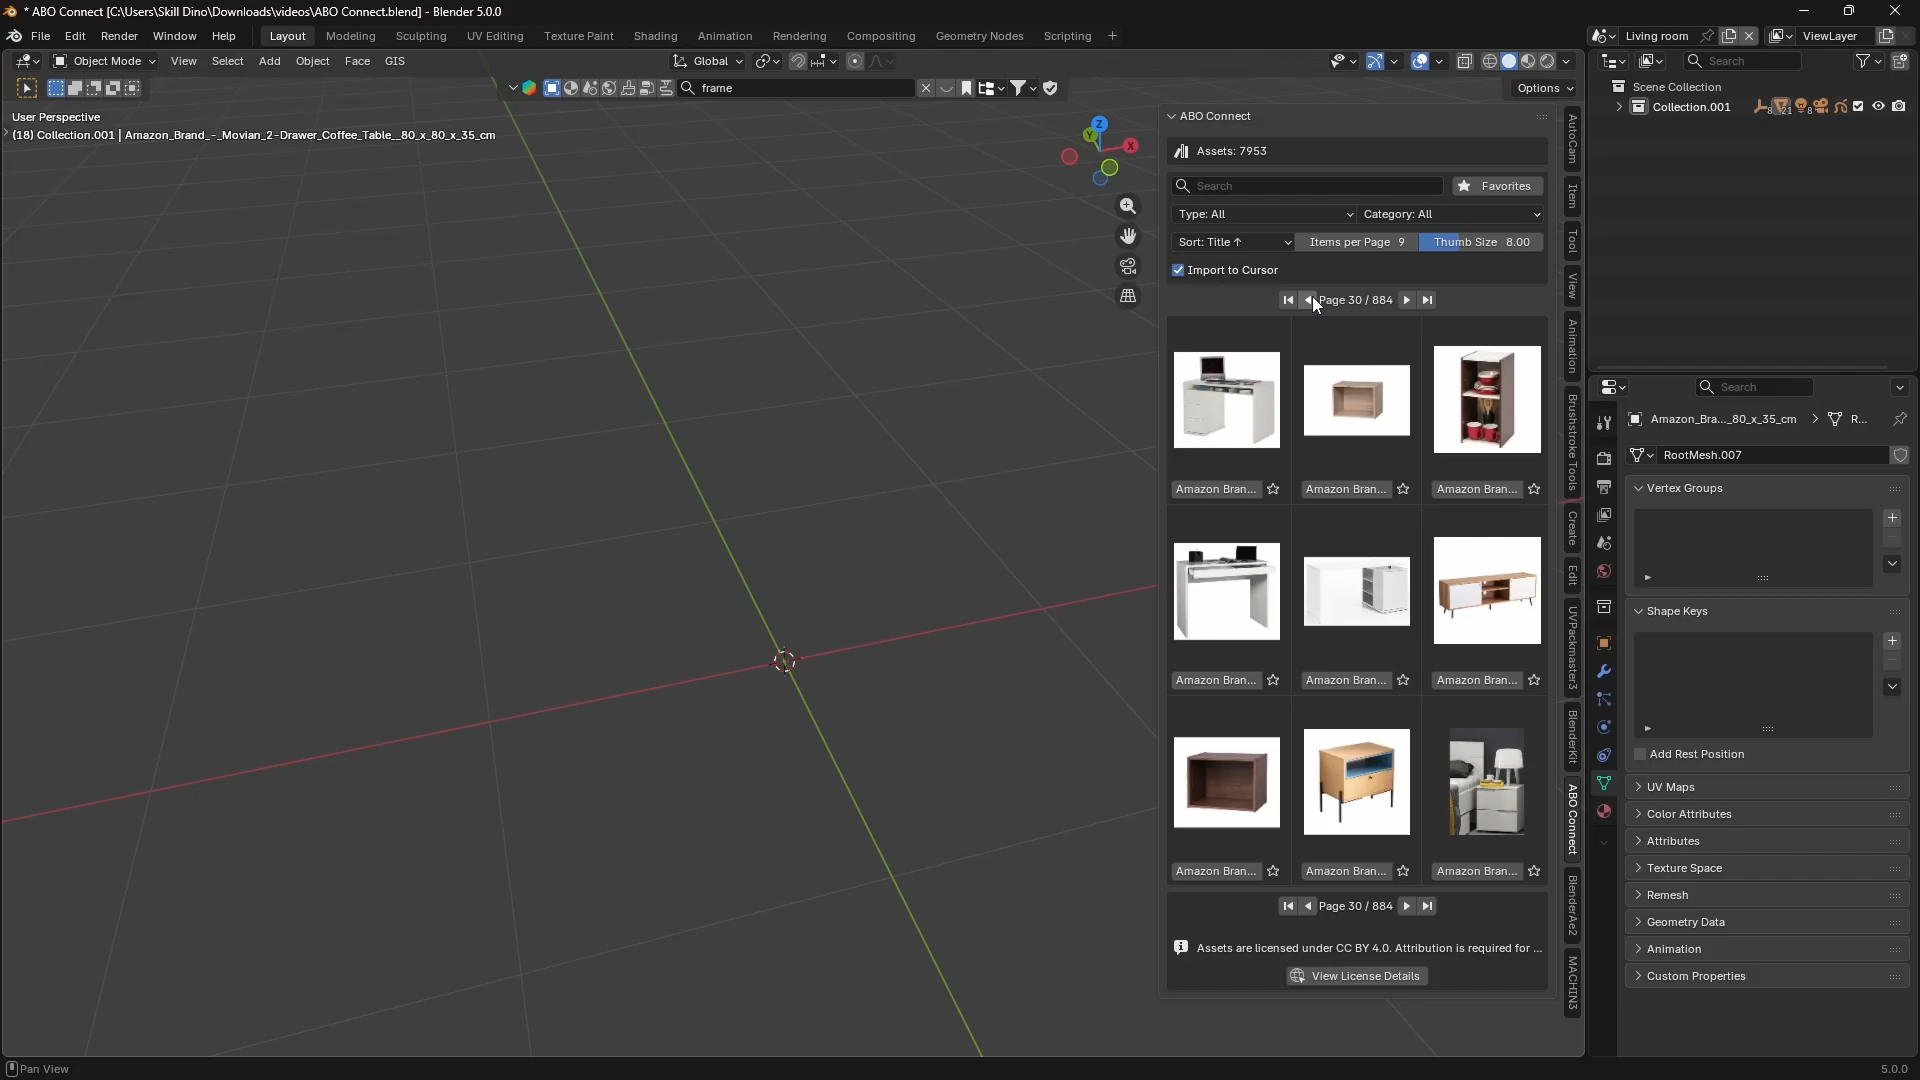 * ABO Connect [C:\Users\Skill Dino\Downloads\videos\ABO Connect.blend] - Blender 5.0.0
File Edit Render Window Help Layout Modeling Sculpting UV Editing Texture Paint Shading Animation Rendering Compositing Geometry Nodes Scripting + Living room ViewLayer
Object Mode View Select Add Object Face GIS Global Search
frame Options
User Perspective
(18) Collection.001 | Amazon_Brand_-_Movian_2-Drawer_Coffee_Table__80_x_80_x_35_cm
Z
Y
X
ABO Connect
Assets: 7953
Search Favorites
Type: All Category: All
Sort: Title ↑ Items per Page 9 Thumb Size 8.00
Import to Cursor
Page 30 / 884
Amazon Bran... Amazon Bran... Amazon Bran...
Amazon Bran... Amazon Bran... Amazon Bran...
Amazon Bran... Amazon Bran... Amazon Bran...
Page 30 / 884
Assets are licensed under CC BY 4.0. Attribution is required for ...
View License Details
AutoCam
Item
Tool
View
Animation
Brushstroke Tools
Create
Edit
UVPackmaster3
BlenderKit
ABO Connect
BlenderAe2
MACHIN3
Scene Collection
Collection.001 8 21 8
Search
Amazon_Bra..._80_x_35_cm R...
RootMesh.007
Vertex Groups
Shape Keys
Add Rest Position
UV Maps
Color Attributes
Attributes
Texture Space
Remesh
Geometry Data
Animation
Custom Properties
Pan View 5.0.0